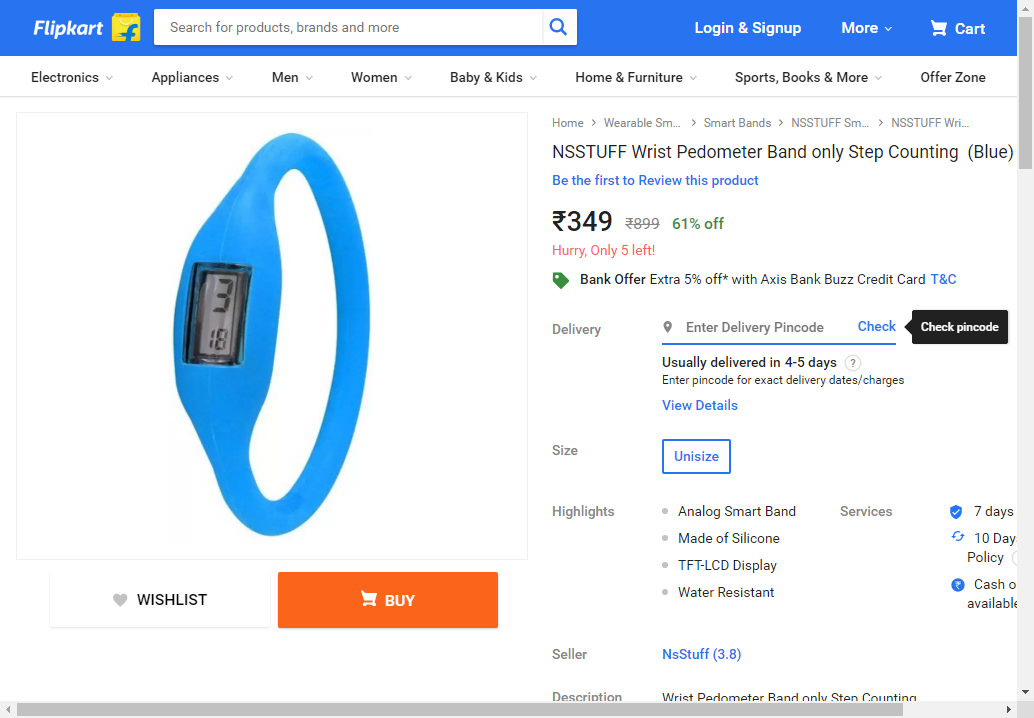 Flipkart
Search for products, brands and more
Login & Signup
More
Cart
Electronics
Appliances
Men
Women
Baby & Kids
Home & Furniture
Sports, Books & More
Offer Zone
Home
Wearable Sm...
Smart Bands
NSSTUFF Sm...
NSSTUFF Wri...
NSSTUFF Wrist Pedometer Band only Step Counting (Blue)
Be the first to Review this product
₹349 ₹899 61% off
Hurry, Only 5 left!
Bank Offer Extra 5% off* with Axis Bank Buzz Credit Card T&C
Delivery
Enter Delivery Pincode
Check
Check pincode
Usually delivered in 4-5 days ?
Enter pincode for exact delivery dates/charges
View Details
Size
Unisize
Highlights
Analog Smart Band
Made of Silicone
TFT-LCD Display
Water Resistant
Services
7 days
10 Day
Policy
Cash o
available
3
18
WISHLIST
BUY
Seller
NsStuff (3.8)
Description
Wrist Pedometer Band only Step Counting